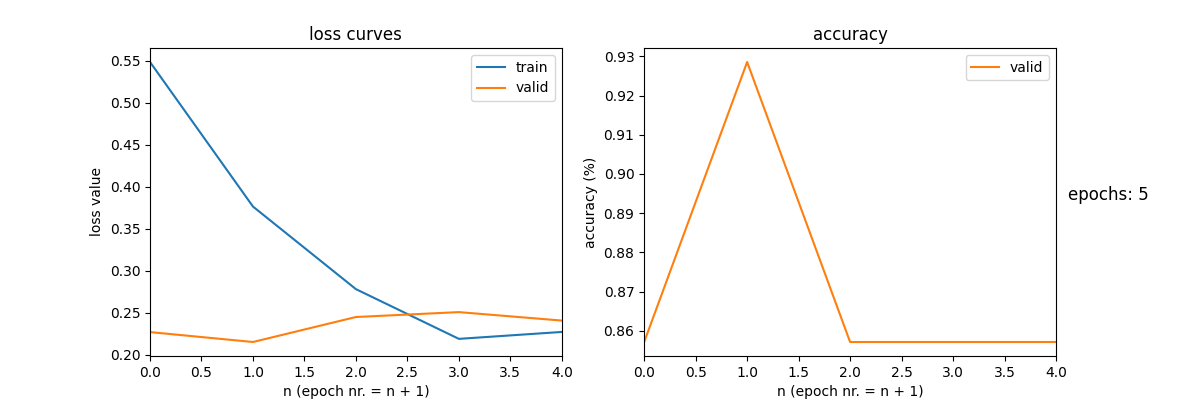 loss curves
train
valid
0.55
0.50
0.45
0.40
0.35
0.30
0.25
0.20
loss value
0.0 0.5 1.0 1.5 2.0 2.5 3.0 3.5 4.0
n (epoch nr. = n + 1)
accuracy
valid
0.93
0.92
0.91
0.90
0.89
0.88
0.87
0.86
accuracy (%)
0.0 0.5 1.0 1.5 2.0 2.5 3.0 3.5 4.0
n (epoch nr. = n + 1)
epochs: 5